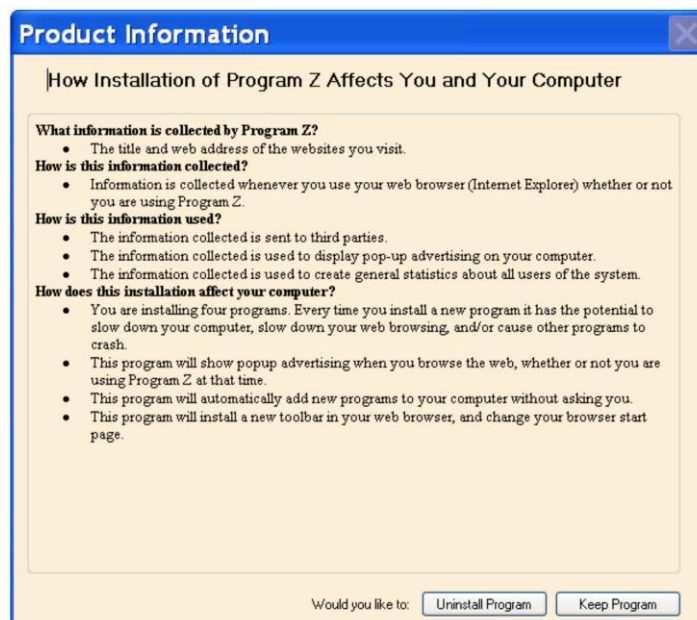 Product Information
How Installation of Program Z Affects You and Your Computer
What information is collected by Program Z?
• The title and web address of the websites you visit.
How is this information collected?
• Information is collected whenever you use your web browser (Internet Explorer) whether or not
you are using Program Z.
How is this information used?
• The information collected is sent to third parties.
• The information collected is used to display pop-up advertising on your computer.
• The information collected is used to create general statistics about all users of the system.
How does this installation affect your computer?
• You are installing four programs. Every time you install a new program it has the potential to
slow down your computer, slow down your web browsing, and/or cause other programs to
crash.
• This program will show popup advertising when you browse the web, whether or not you are
using Program Z at that time.
• This program will automatically add new programs to your computer without asking you.
• This program will install a new toolbar in your web browser, and change your browser start
page.
Would you like to: Uninstall Program Keep Program